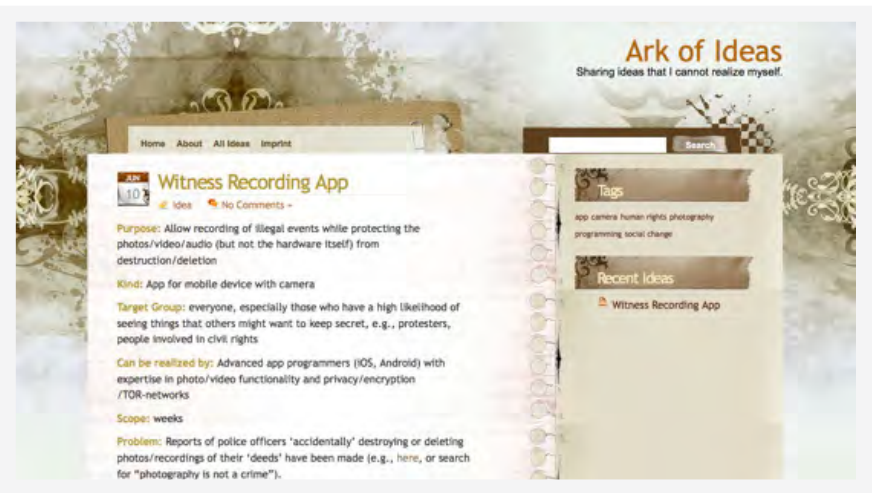 Ark of Ideas
Sharing ideas that I cannot realize myself.
Home About All Ideas Imprint
Search
JUN
10
Witness Recording App
Idea No Comments »
Purpose: Allow recording of illegal events while protecting the
photos/video/audio (but not the hardware itself) from
destruction/deletion
Kind: App for mobile device with camera
Target Group: everyone, especially those who have a high likelihood of
seeing things that others might want to keep secret, e.g., protesters,
people involved in civil rights
Can be realized by: Advanced app programmers (iOS, Android) with
expertise in photo/video functionality and privacy/encryption
/TOR-networks
Scope: weeks
Problem: Reports of police officers ‘accidentally’ destroying or deleting
photos/recordings of their ‘deeds’ have been made (e.g., here, or search
for “photography is not a crime”).
Tags
app camera human rights photography
programming social change
Recent Ideas
Witness Recording App